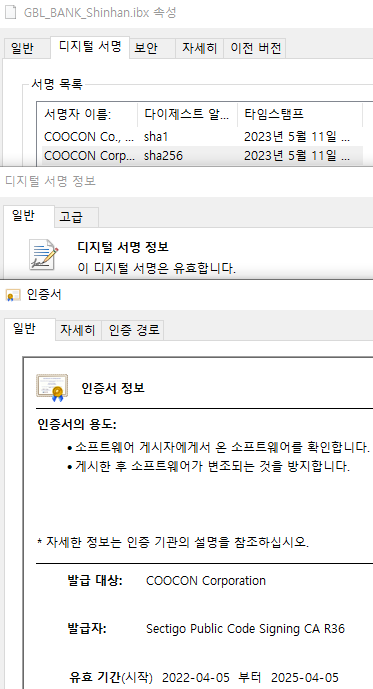 GBL_BANK_Shinhan.ibx 속성
일반 디지털 서명 보안 자세히 이전 버전
서명 목록
서명자 이름: 다이제스트 알... 타임스탬프
COOCON Co., ... sha1 2023년 5월 11일 ...
COOCON Corp... sha256 2023년 5월 11일 ...
디지털 서명 정보
일반 고급
디지털 서명 정보
이 디지털 서명은 유효합니다.
인증서
일반 자세히 인증 경로
인증서 정보
인증서의 용도:
• 소프트웨어 게시자에게서 온 소프트웨어를 확인합니다.
• 게시한 후 소프트웨어가 변조되는 것을 방지합니다.
* 자세한 정보는 인증 기관의 설명을 참조하십시오.
발급 대상: COOCON Corporation
발급자: Sectigo Public Code Signing CA R36
유효 기간(시작) 2022-04-05 부터 2025-04-05